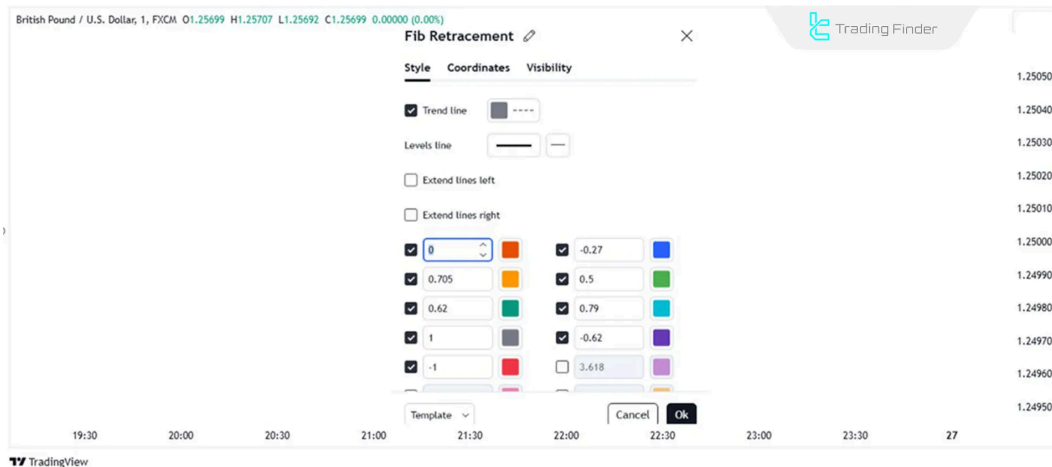 British Pound / U.S. Dollar, 1, FXCM O1.25699 H1.25707 L1.25692 C1.25699 0.00000 (0.00%)
Trading Finder
Fib Retracement
Style Coordinates Visibility
Trend line
Levels line
Extend lines left
Extend lines right
0 -0.27
0.705 0.5
0.62 0.79
1 -0.62
-1 3.618
Template Cancel Ok
1.25050
1.25040
1.25030
1.25020
1.25010
1.25000
1.24990
1.24980
1.24970
1.24960
1.24950
19:30 20:00 20:30 21:00 21:30 22:00 22:30 23:00 23:30 27
TradingView